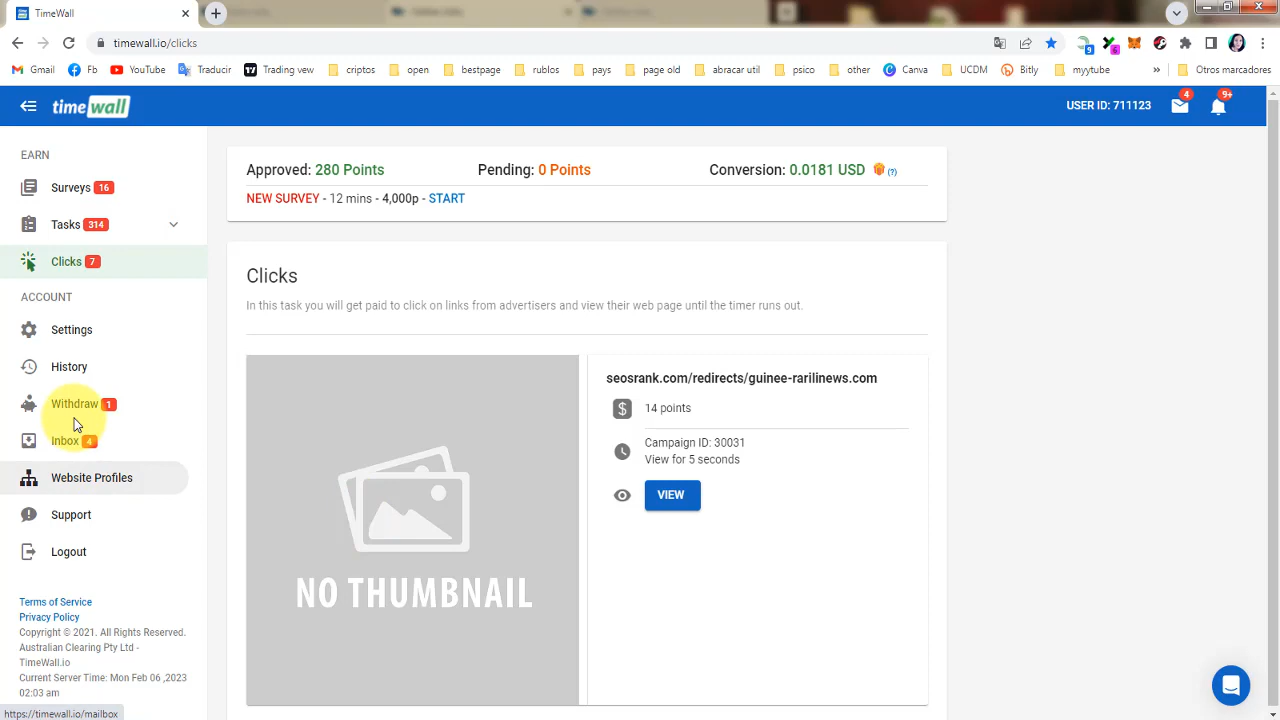 TimeWall
timewall.io/clicks
9
6
Gmail
Fb
YouTube
Traducir
Trading vew
criptos
open
bestpage
rublos
pays
page old
abracar util
psico
other
Canva
UCDM
Bitly
myytube
»
Otros marcadores
timewall
USER ID: 711123
4
9+
EARN
Surveys 16
Tasks 314
Clicks 7
ACCOUNT
Settings
History
Withdraw 1
Inbox 4
Website Profiles
Support
Logout
Terms of Service
Privacy Policy
Copyright © 2021. All Rights Reserved.
Australian Clearing Pty Ltd -
TimeWall.io
Current Server Time: Mon Feb 06 ,2023
02:03 am
https://timewall.io/mailbox
Approved: 280 Points
Pending: 0 Points
Conversion: 0.0181 USD (?)
NEW SURVEY - 12 mins - 4,000p - START
Clicks
In this task you will get paid to click on links from advertisers and view their web page until the timer runs out.
NO THUMBNAIL
seosrank.com/redirects/guinee-rarilinews.com
$ 14 points
Campaign ID: 30031
View for 5 seconds
VIEW